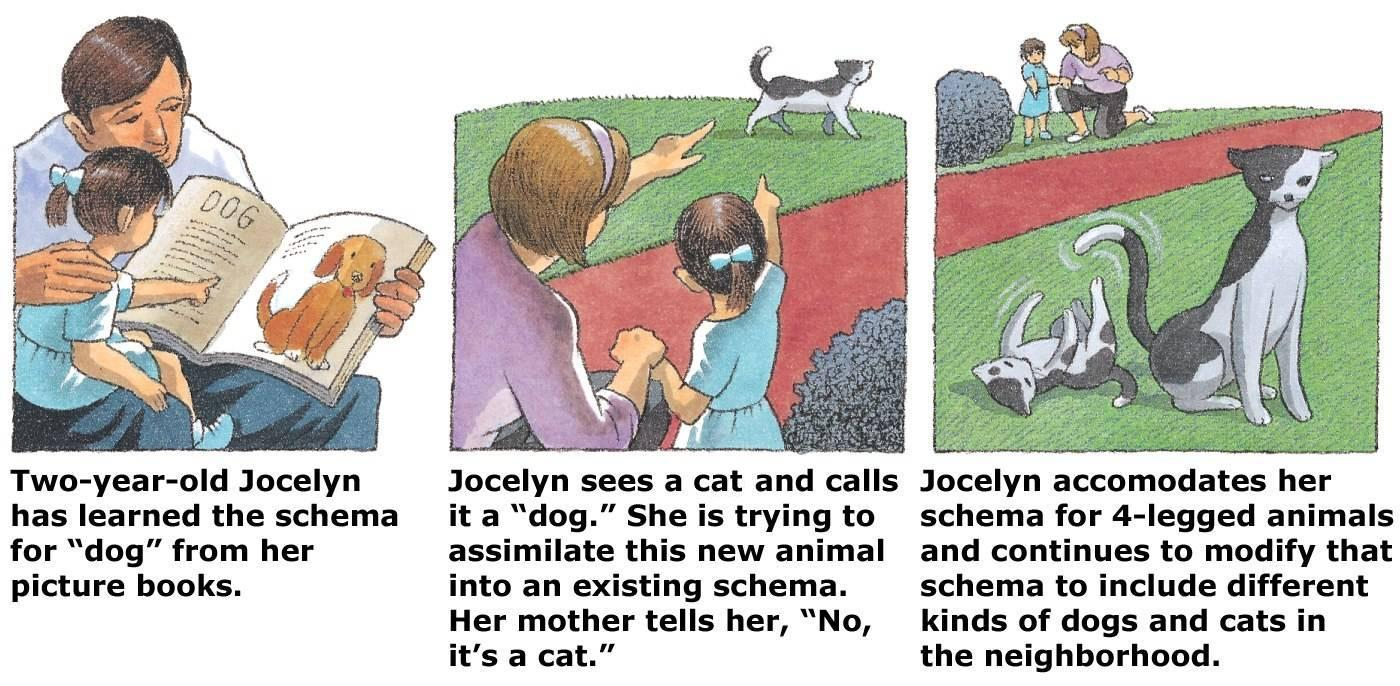 DOG
Two-year-old Jocelyn
has learned the schema
for “dog” from her
picture books.
Jocelyn sees a cat and calls
it a “dog.” She is trying to
assimilate this new animal
into an existing schema.
Her mother tells her, “No,
it’s a cat.”
Jocelyn accomodates her
schema for 4-legged animals
and continues to modify that
schema to include different
kinds of dogs and cats in
the neighborhood.